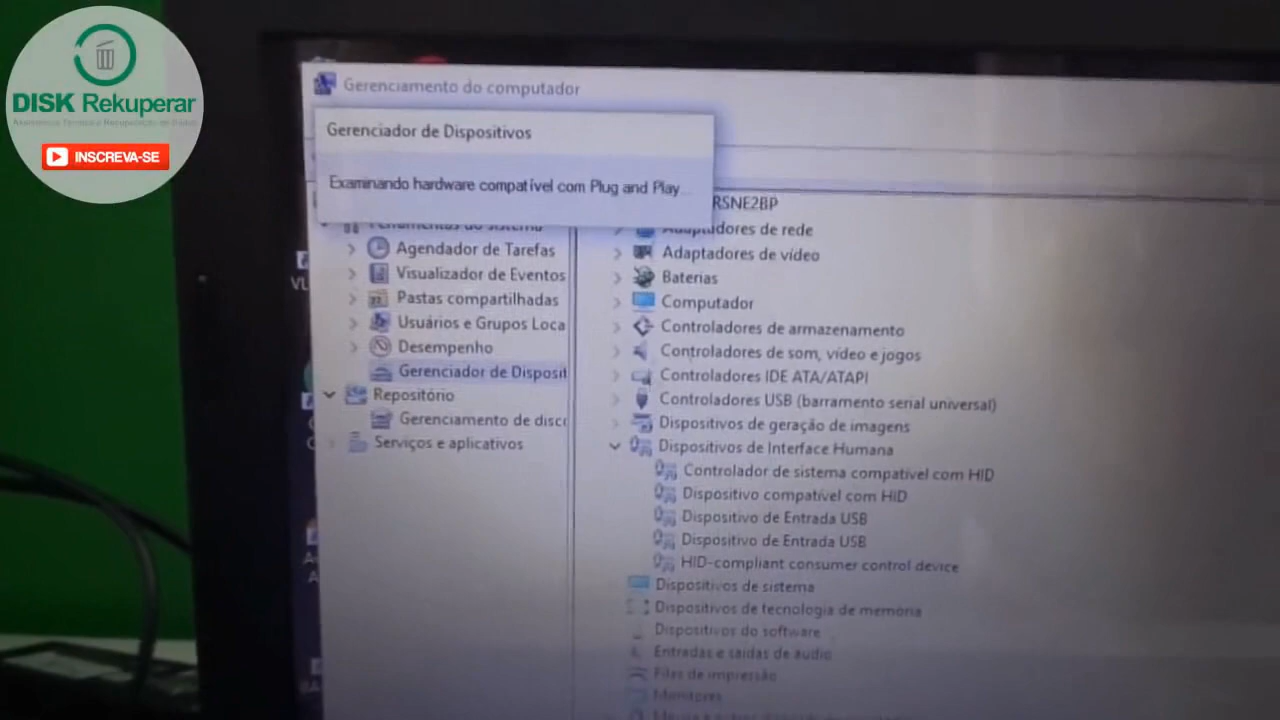 DISK Rekuperar
INSCREVA-SE
Gerenciamento do computador
Gerenciador de Dispositivos
Examinando hardware compatível com Plug and Play...
RSNE2BP
Ferramentas do sistema
Agendador de Tarefas
Visualizador de Eventos
Pastas compartilhadas
Usuários e Grupos Loca
Desempenho
Gerenciador de Disposit
Repositório
Gerenciamento de disco
Serviços e aplicativos
Adaptadores de rede
Adaptadores de vídeo
Baterias
Computador
Controladores de armazenamento
Controladores de som, vídeo e jogos
Controladores IDE ATA/ATAPI
Controladores USB (barramento serial universal)
Dispositivos de geração de imagens
Dispositivos de Interface Humana
Controlador de sistema compatível com HID
Dispositivo compatível com HID
Dispositivo de Entrada USB
Dispositivo de Entrada USB
HID-compliant consumer control device
Dispositivos de sistema
Dispositivos de tecnologia de memória
Dispositivos do software
Entradas e saídas de áudio
Filas de impressão
Monitores
VL